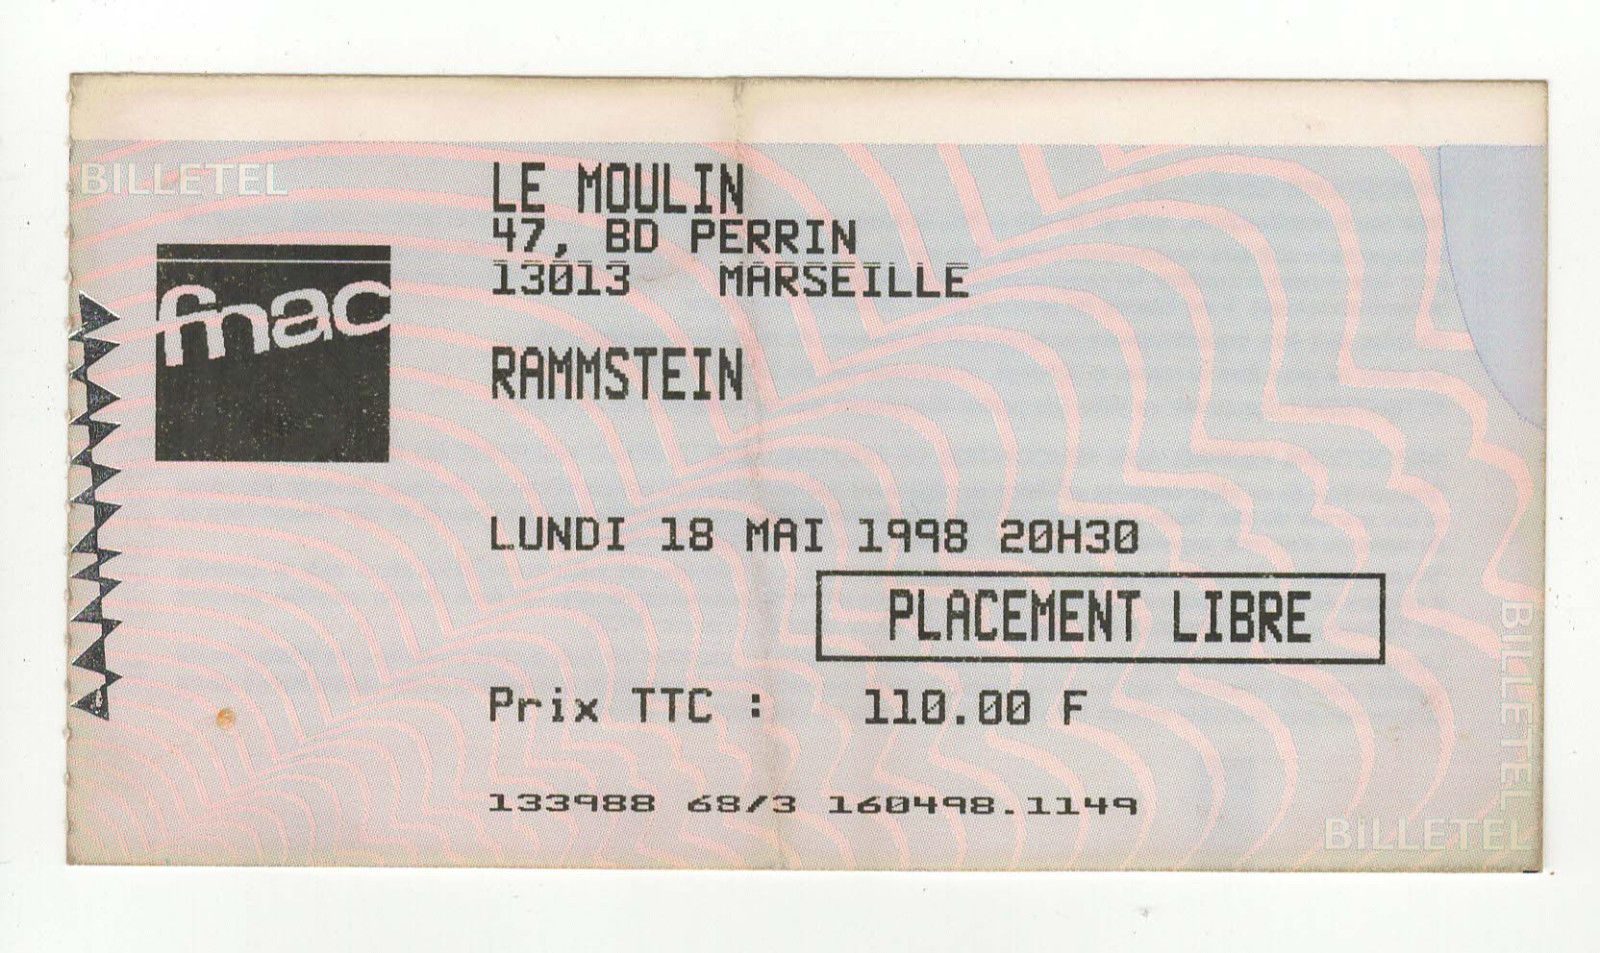 BILLETEL
fnac
LE MOULIN
47, BD PERRIN
13013 MARSEILLE
RAMMSTEIN
LUNDI 18 MAI 1998 20H30
PLACEMENT LIBRE
Prix TTC : 110.00 F
133988 68/3 160498.1149
BILLETEL
BILLETEL